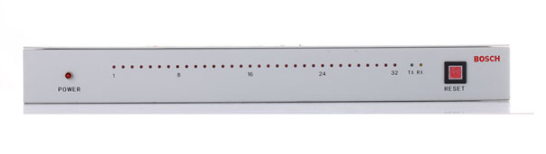 BOSCH
1 8 16 24 32 TX RX
POWER
RESET